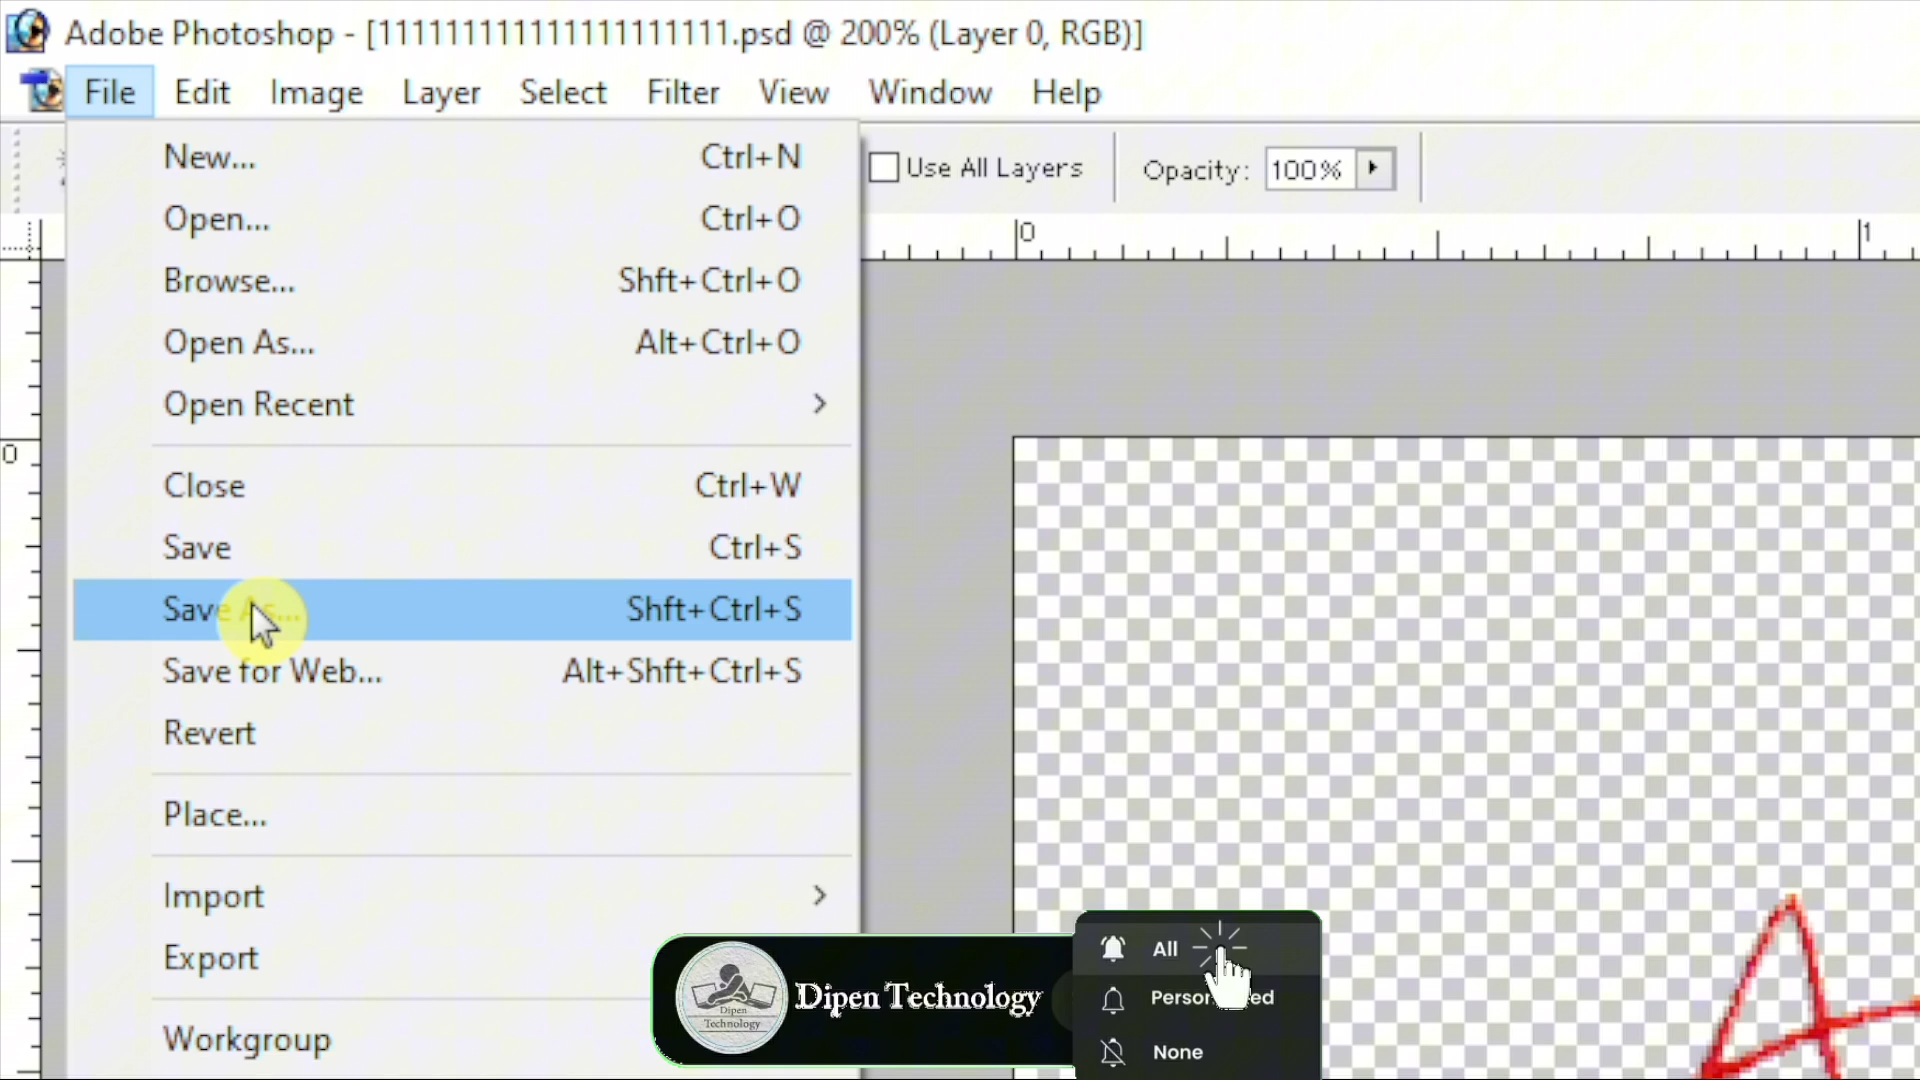 Adobe Photoshop - [11111111111111111111111.psd @ 200% (Layer 0, RGB)]
File Edit Image Layer Select Filter View Window Help
New... Ctrl+N
Use All Layers Opacity: 100%
Open... Ctrl+O
0 1
Browse... Shft+Ctrl+O
Open As... Alt+Ctrl+O
Open Recent
0
Close Ctrl+W
Save Ctrl+S
Save As... Shft+Ctrl+S
Save for Web... Alt+Shft+Ctrl+S
Revert
Place...
Import
Export
Workgroup
Dipen Technology
Dipen
Technology
All
None